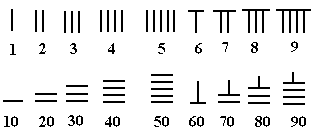 𝍩 𝍪 𝍫 𝍬 𝍭 𝍮 𝍯 𝍰 𝍱
1 2 3 4 5 6 7 8 9
𝍠 𝍡 𝍢 𝍣 𝍤 𝍥 𝍦 𝍧 𝍨
10 20 30 40 50 60 70 80 90